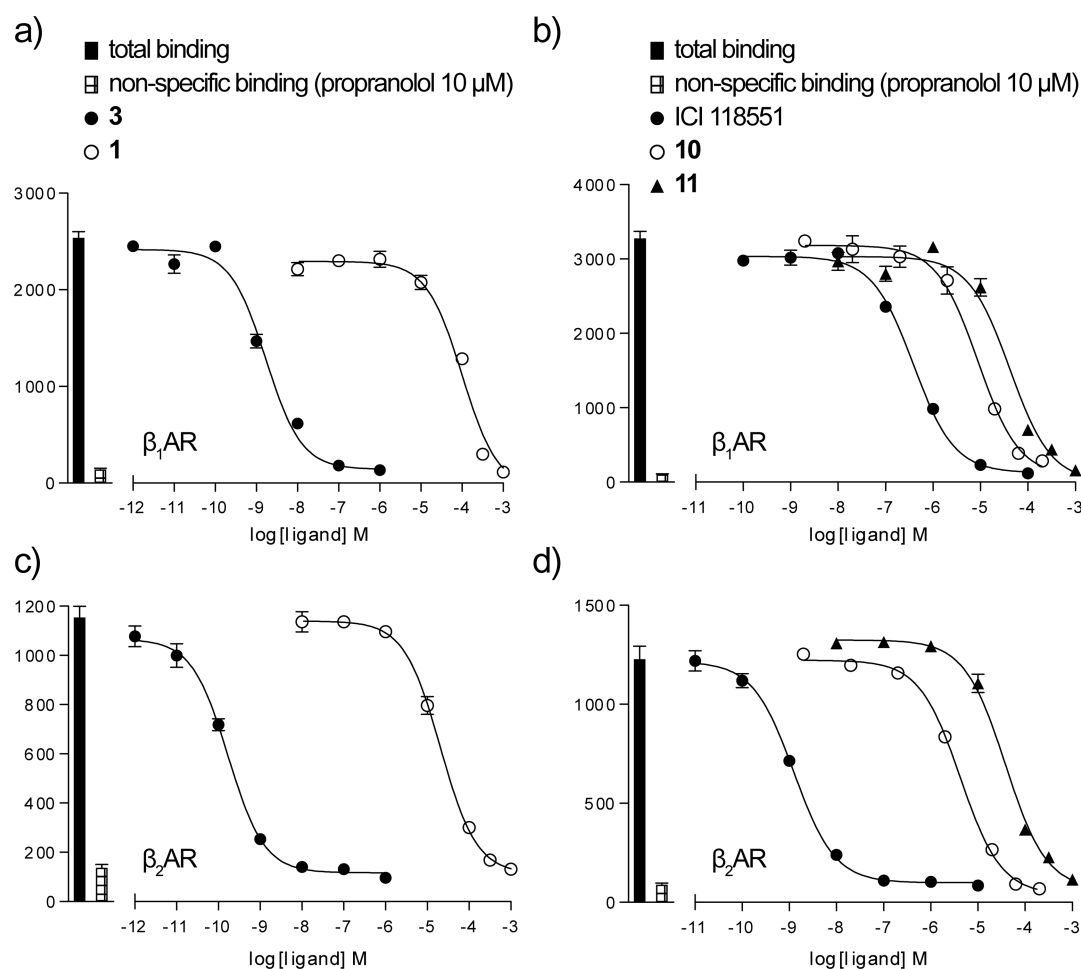 a)
total binding
non-specific binding (propranolol 10 µM)
3
1
3000
2000
1000
0
β1AR
-12 -11 -10 -9 -8 -7 -6 -5 -4 -3
log[ligand] M
b)
total binding
non-specific binding (propranolol 10 µM)
ICI 118551
10
11
4000
3000
2000
1000
0
β1AR
-11 -10 -9 -8 -7 -6 -5 -4 -3
log[ligand] M
c)
1200
1000
800
600
400
200
0
β2AR
-12 -11 -10 -9 -8 -7 -6 -5 -4 -3
log[ligand] M
d)
1500
1000
500
0
β2AR
-11 -10 -9 -8 -7 -6 -5 -4 -3
log[ligand] M